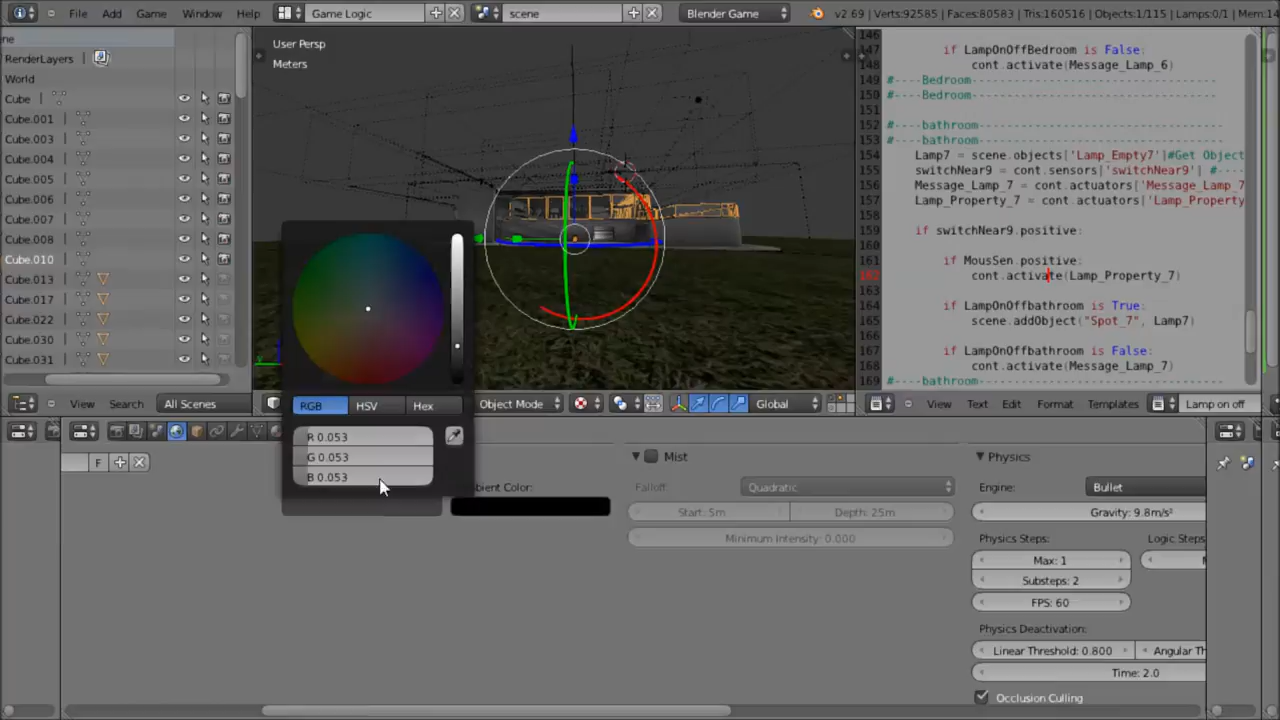 File Add Game Window Help
Game Logic
scene
Blender Game
v2.69 | Verts:92585 | Faces:80583 | Tris:160516 | Objects:1/115 | Lamps:0/1 | Mem:14
ne
RenderLayers |
World
Cube |
Cube.001 |
Cube.003 |
Cube.004 |
Cube.005 |
Cube.006 |
Cube.007 |
Cube.008 |
Cube.010 |
Cube.013 |
Cube.017 |
Cube.022 |
Cube.030 |
Cube.031 |
View Search All Scenes
User Persp
Meters
Object Mode
Global
146
147 if LampOnOffBedroom is False:
148 cont.activate(Message_Lamp_6)
149 #----Bedroom----------------------------------
150 #----Bedroom----------------------------------
151
152 #----bathroom----------------------------------
153 #----bathroom----------------------------------
154 Lamp7 = scene.objects['Lamp_Empty7']#Get Object
155 switchNear9 = cont.sensors['switchNear9'] #----
156 Message_Lamp_7 = cont.actuators['Message_Lamp_7
157 Lamp_Property_7 = cont.actuators['Lamp_Property
158
159 if switchNear9.positive:
160
161 if MousSen.positive:
162 cont.activate(Lamp_Property_7)
163
164 if LampOnOffbathroom is True:
165 scene.addObject("Spot_7", Lamp7)
166
167 if LampOnOffbathroom is False:
168 cont.activate(Message_Lamp_7)
169 #----bathroom----------------------------------
View Text Edit Format Templates Lamp on off
RGB HSV Hex
R 0.053
G 0.053
B 0.053
F
bient Color:
Mist
Falloff: Quadratic
Start: 5m Depth: 25m
Minimum Intensity: 0.000
Physics
Engine: Bullet
Gravity: 9.8m/s²
Physics Steps: Logic Steps
Max: 1
Substeps: 2
FPS: 60
Physics Deactivation:
Linear Threshold: 0.800 Angular Th
Time: 2.0
Occlusion Culling